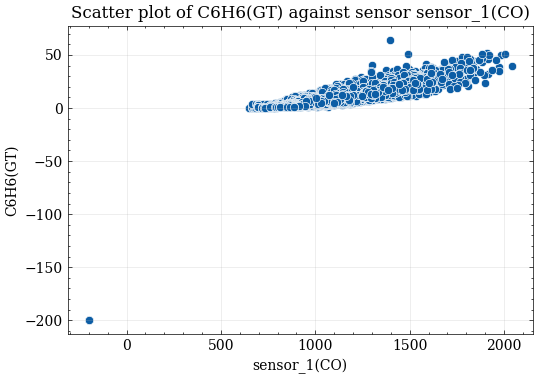 Scatter plot of C6H6(GT) against sensor sensor_1(CO)
50
0
−50
−100
−150
−200
C6H6(GT)
0 500 1000 1500 2000
sensor_1(CO)